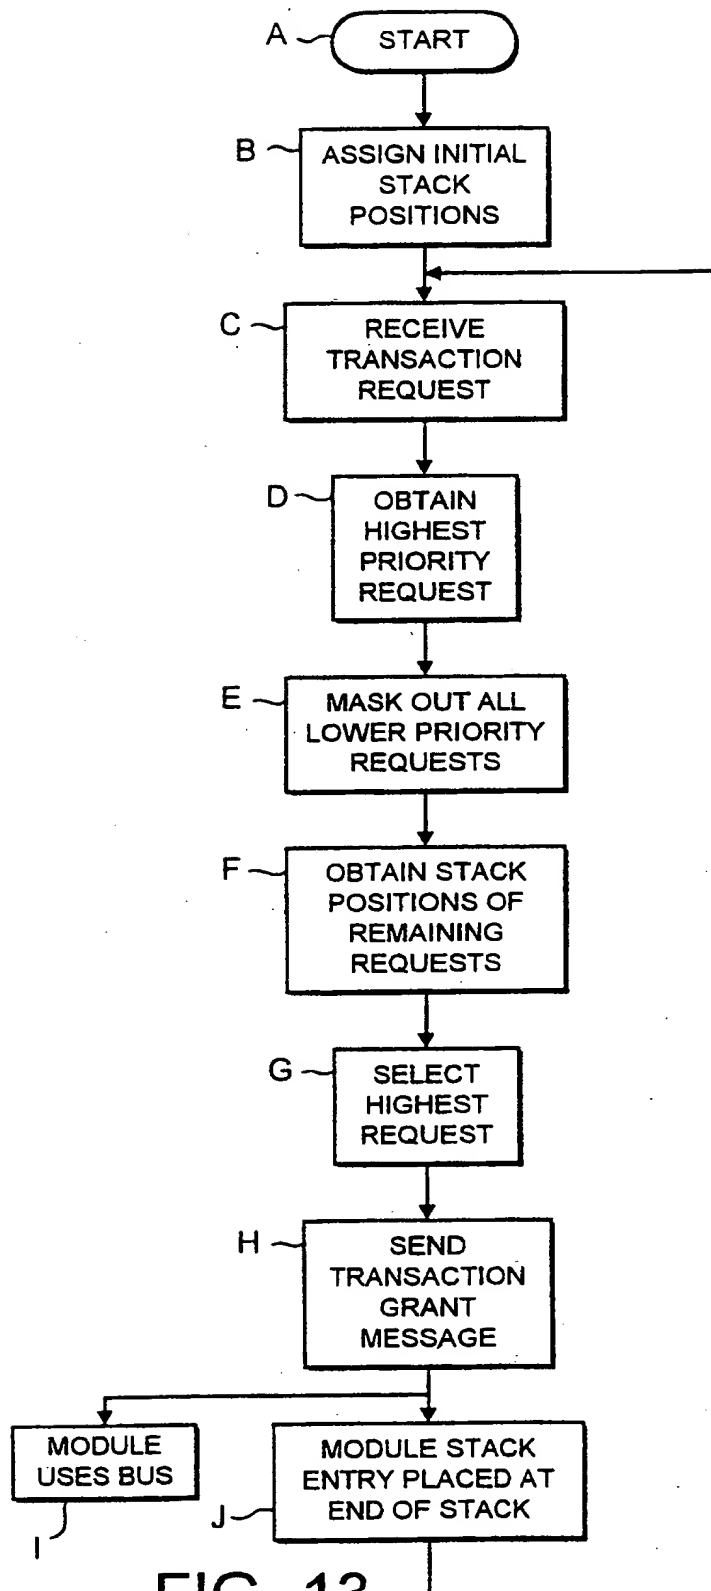 A
START
B
ASSIGN INITIAL
STACK
POSITIONS
C
RECEIVE
TRANSACTION
REQUEST
D
OBTAIN
HIGHEST
PRIORITY
REQUEST
E
MASK OUT ALL
LOWER PRIORITY
REQUESTS
F
OBTAIN STACK
POSITIONS OF
REMAINING
REQUESTS
G
SELECT
HIGHEST
REQUEST
H
SEND
TRANSACTION
GRANT
MESSAGE
MODULE
USES BUS
I
MODULE STACK
ENTRY PLACED AT
END OF STACK
J
FIG. 13